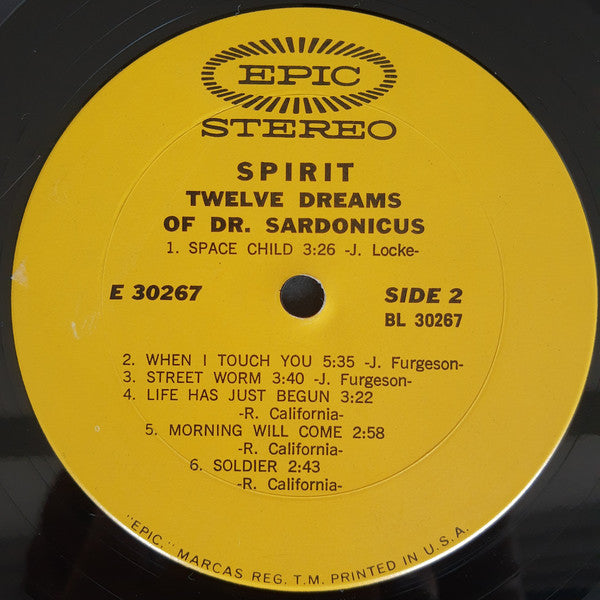 EPIC
STEREO
SPIRIT
TWELVE DREAMS
OF DR. SARDONICUS
1. SPACE CHILD 3:26 -J. Locke-
E 30267
SIDE 2
BL 30267
2. WHEN I TOUCH YOU 5:35 -J. Furgeson-
3. STREET WORM 3:40 -J. Furgeson-
4. LIFE HAS JUST BEGUN 3:22
-R. California-
5. MORNING WILL COME 2:58
-R. California-
6. SOLDIER 2:43
-R. California-
"EPIC," MARCAS REG. T.M. PRINTED IN U.S.A.